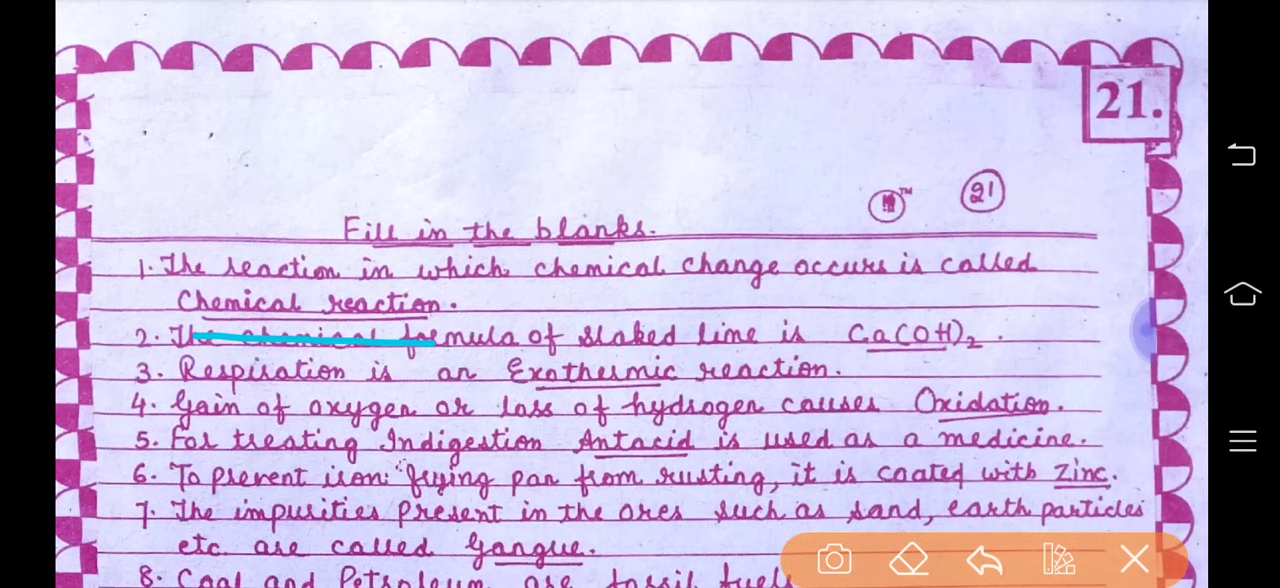 21.
TM 21
Fill in the blanks.
1. The reaction in which chemical change occurs is called
Chemical reaction.
2. The chemical formula of slaked lime is Ca(OH)2.
3. Respiration is an Exothermic reaction.
4. Gain of oxygen or loss of hydrogen causes Oxidation.
5. For treating Indigestion Antacid is used as a medicine.
6. To prevent iron frying pan from rusting, it is coated with Zinc.
7. The impurities Present in the ores such as sand, earth particles
etc. are called Gangue.
8. Coal and Petroleum are fossil fuel